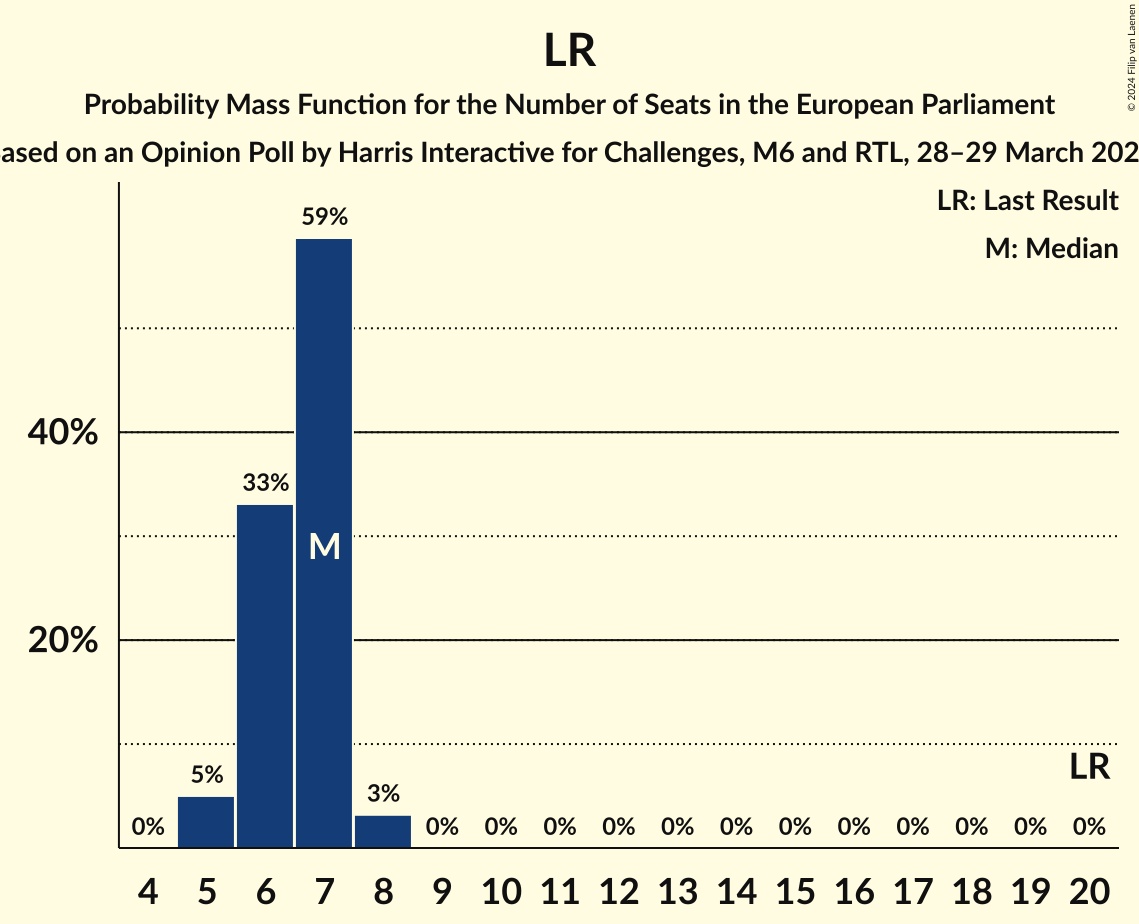 LR
Probability Mass Function for the Number of Seats in the European Parliament
ased on an Opinion Poll by Harris Interactive for Challenges, M6 and RTL, 28–29 March 202
© 2024 Filip van Laenen
LR: Last Result
M: Median
59%
40%
33%
M
20%
LR
5%
3%
0% 0% 0% 0% 0% 0% 0% 0% 0% 0% 0% 0% 0%
4 5 6 7 8 9 10 11 12 13 14 15 16 17 18 19 20